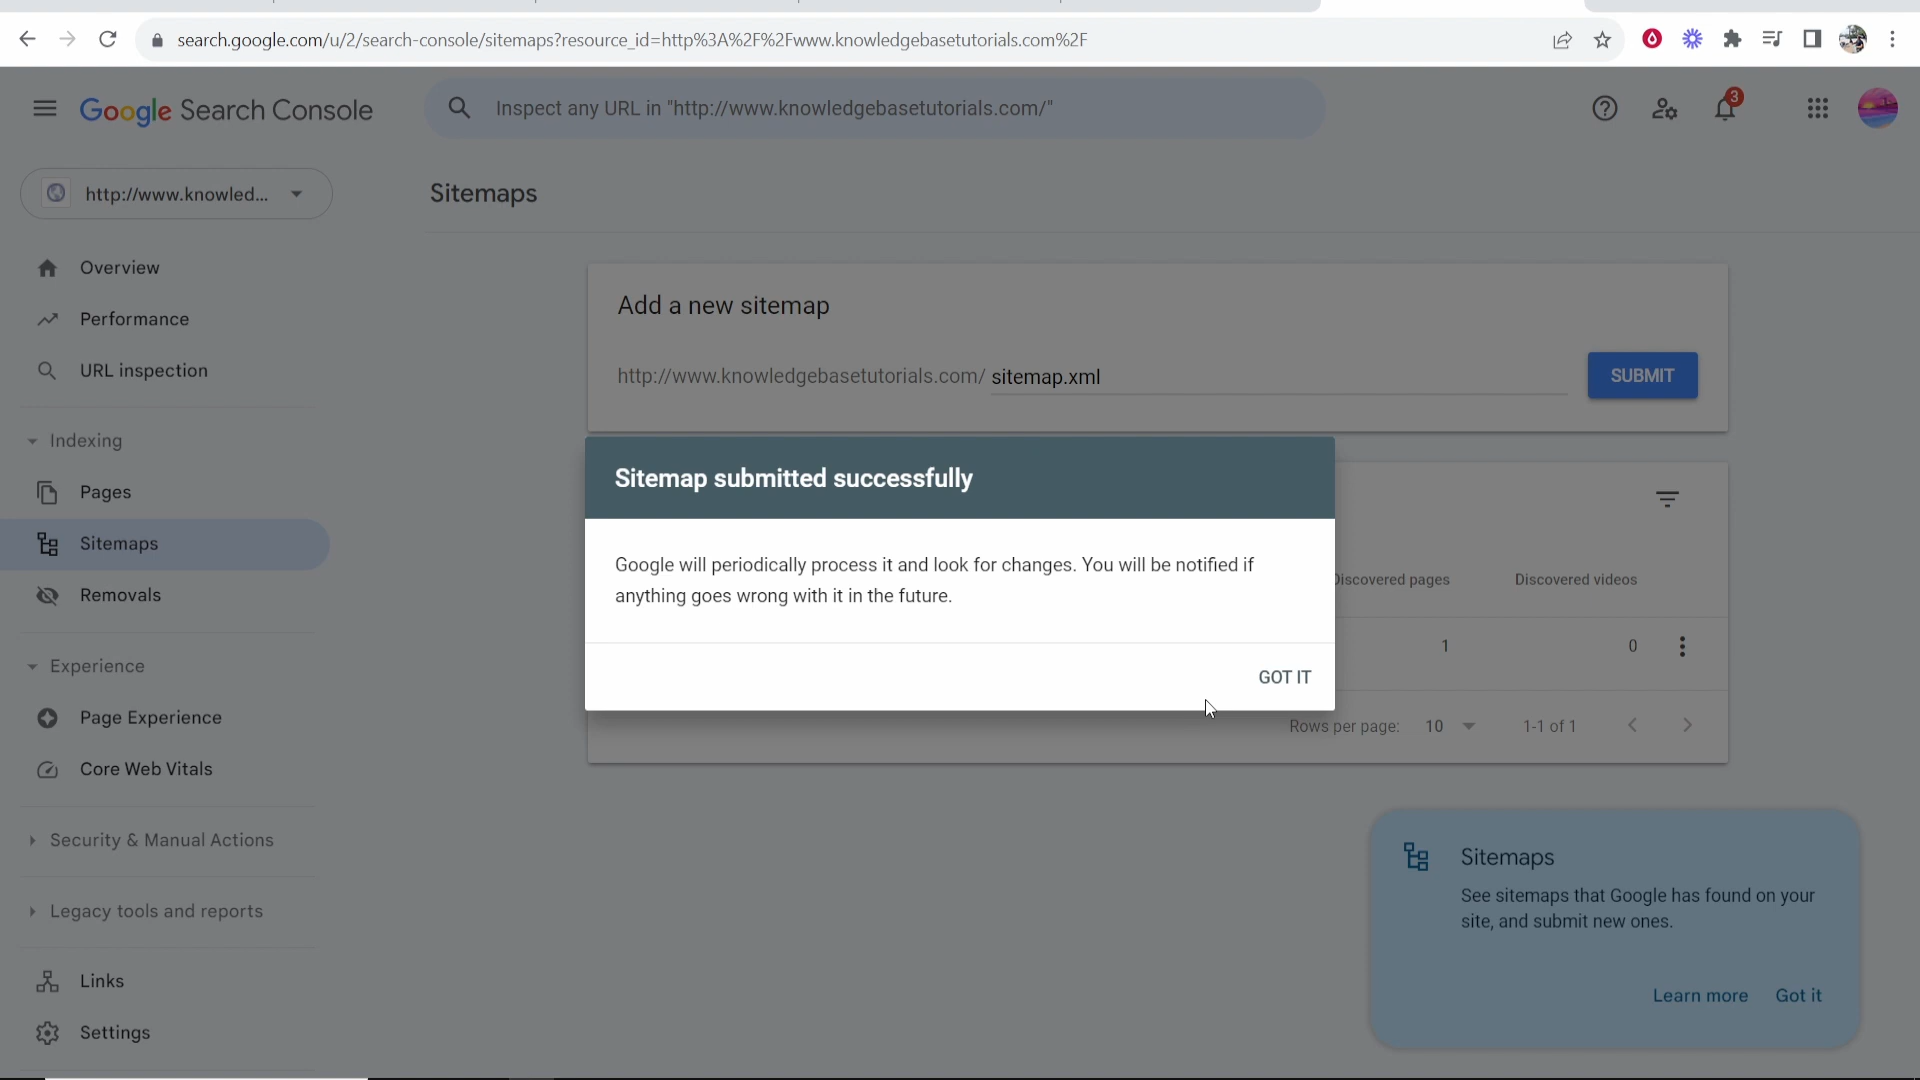 search.google.com/u/2/search-console/sitemaps?resource_id=http%3A%2F%2Fwww.knowledgebasetutorials.com%2F
Google Search Console
Inspect any URL in "http://www.knowledgebasetutorials.com/"
3
http://www.knowled...
Sitemaps
Overview
Performance
URL inspection
Indexing
Pages
Sitemaps
Removals
Experience
Page Experience
Core Web Vitals
Security & Manual Actions
Legacy tools and reports
Links
Settings
Add a new sitemap
http://www.knowledgebasetutorials.com/ sitemap.xml
SUBMIT
Sitemap submitted successfully
Google will periodically process it and look for changes. You will be notified if
anything goes wrong with it in the future.
GOT IT
Discovered pages Discovered videos
1 0
Rows per page: 10 1-1 of 1
Sitemaps
See sitemaps that Google has found on your
site, and submit new ones.
Learn more Got it